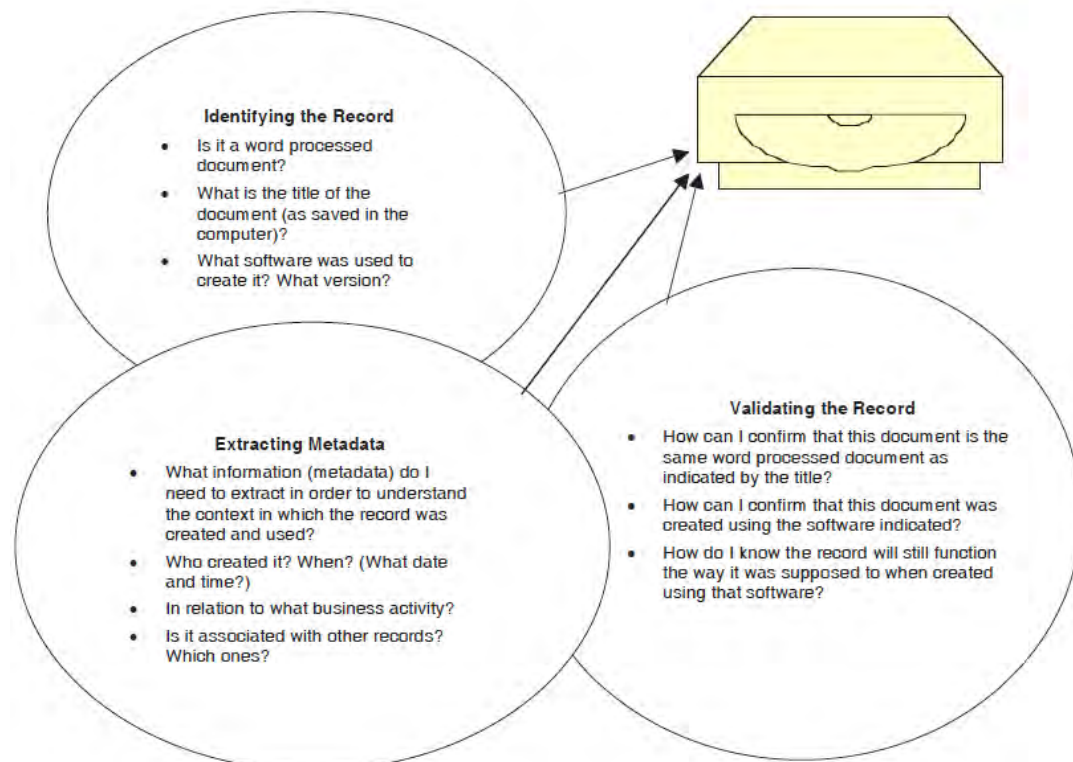 Identifying the Record
• Is it a word processed
document?
• What is the title of the
document (as saved in the
computer)?
• What software was used to
create it? What version?
Extracting Metadata
• What information (metadata) do I
need to extract in order to understand
the context in which the record was
created and used?
• Who created it? When? (What date
and time?)
• In relation to what business activity?
• Is it associated with other records?
Which ones?
Validating the Record
• How can I confirm that this document is the
same word processed document as
indicated by the title?
• How can I confirm that this document was
created using the software indicated?
• How do I know the record will still function
the way it was supposed to when created
using that software?